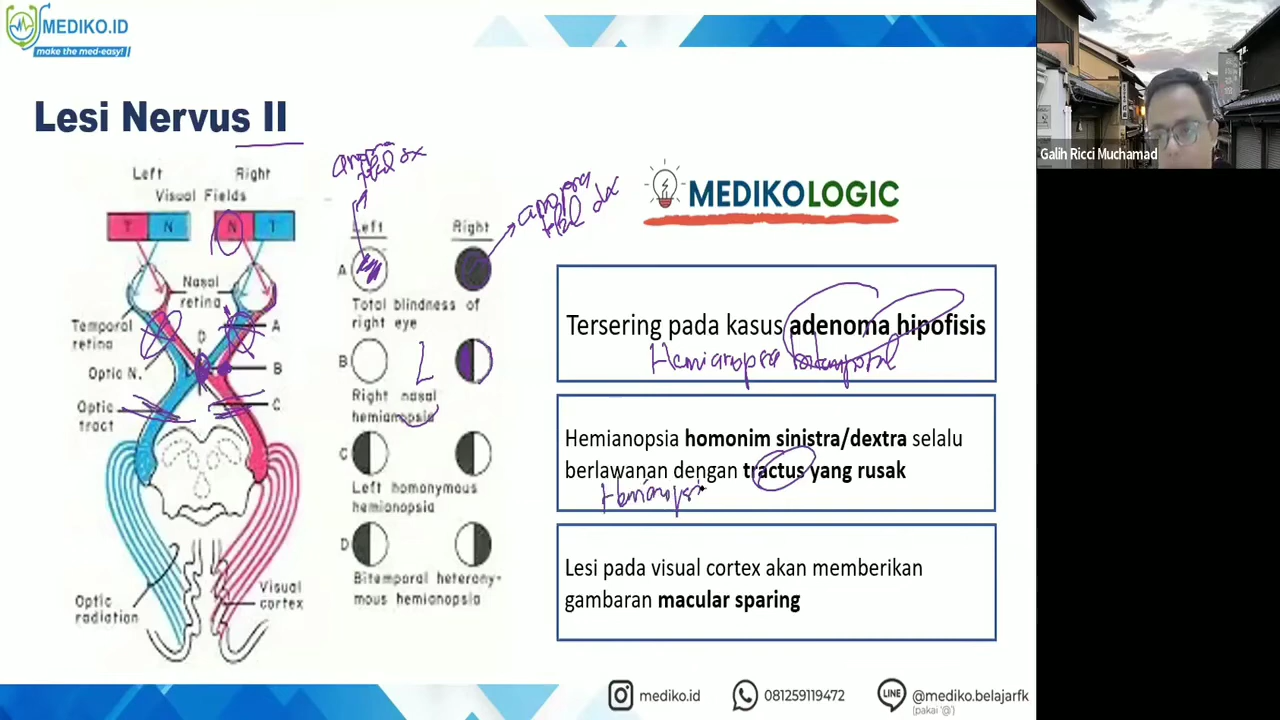 MEDIKO.ID
make the med-easy!
Lesi Nervus II
Left
Right
Visual Fields
T
N
N
T
Nasal
retina
Temporal
retina
D
A
Optic N.
B
Optic
tract
C
Optic
radiation
Visual
cortex
Left
Right
A
Total blindness of
right eye
B
Right nasal
hemianopsia
C
Left homonymous
hemianopsia
D
Bitemporal heterony-
mous hemianopsia
MEDIKOLOGIC
Tersering pada kasus adenoma hipofisis
Hemianopsia
Hemianopsia homonim sinistra/dextra selalu
berlawanan dengan tractus yang rusak
Hemianopsi
Lesi pada visual cortex akan memberikan
gambaran macular sparing
mediko.id
081259119472
LINE
@mediko.belajarfk
(pakai '@')
Galih Ricci Muchamad